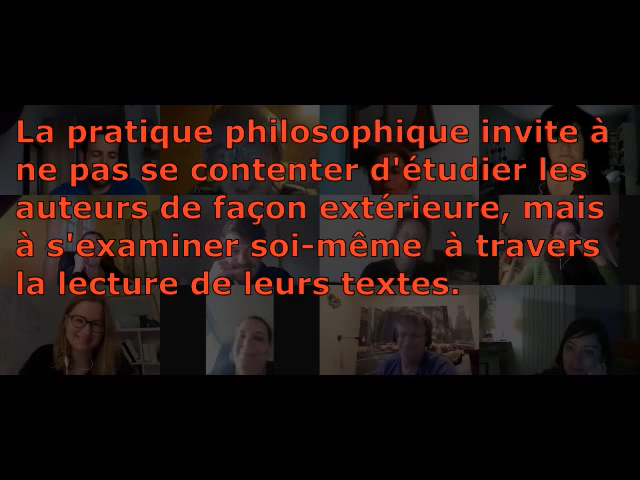 La pratique philosophique invite à
ne pas se contenter d'étudier les
auteurs de façon extérieure, mais
à s'examiner soi-même à travers
la lecture de leurs textes.